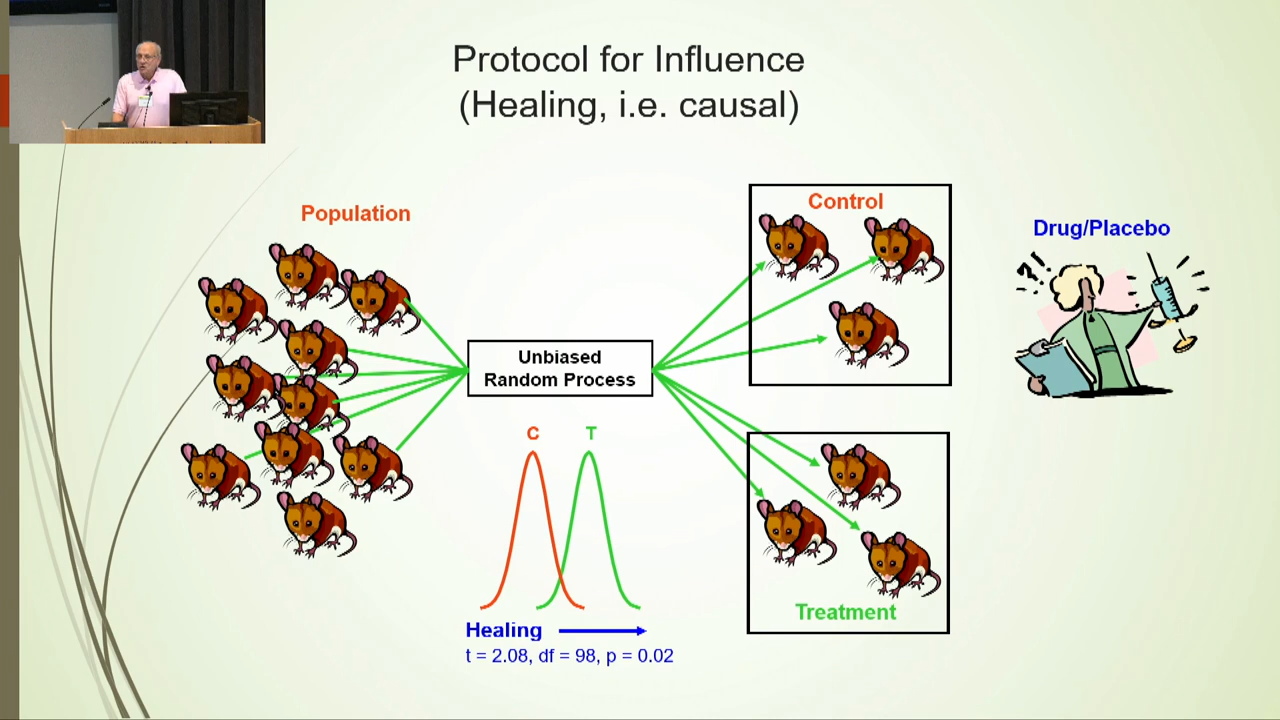 Protocol for Influence
(Healing, i.e. causal)
Population
Control
Drug/Placebo
?!
Unbiased
Random Process
C
T
Healing
t = 2.08, df = 98, p = 0.02
Treatment